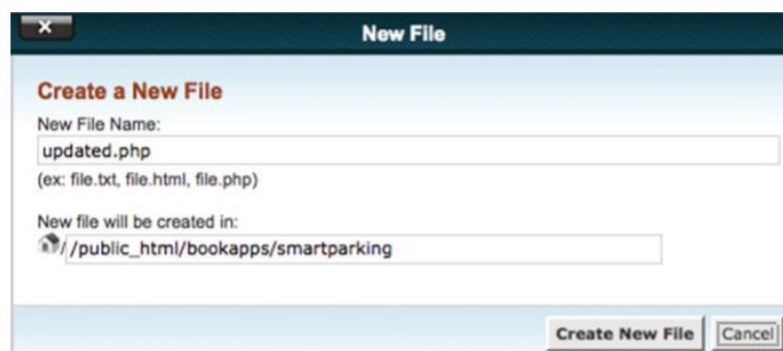 New File
Create a New File
New File Name:
updated.php
(ex: file.txt, file.html, file.php)
New file will be created in:
//public_html/bookapps/smartparking
Create New File Cancel